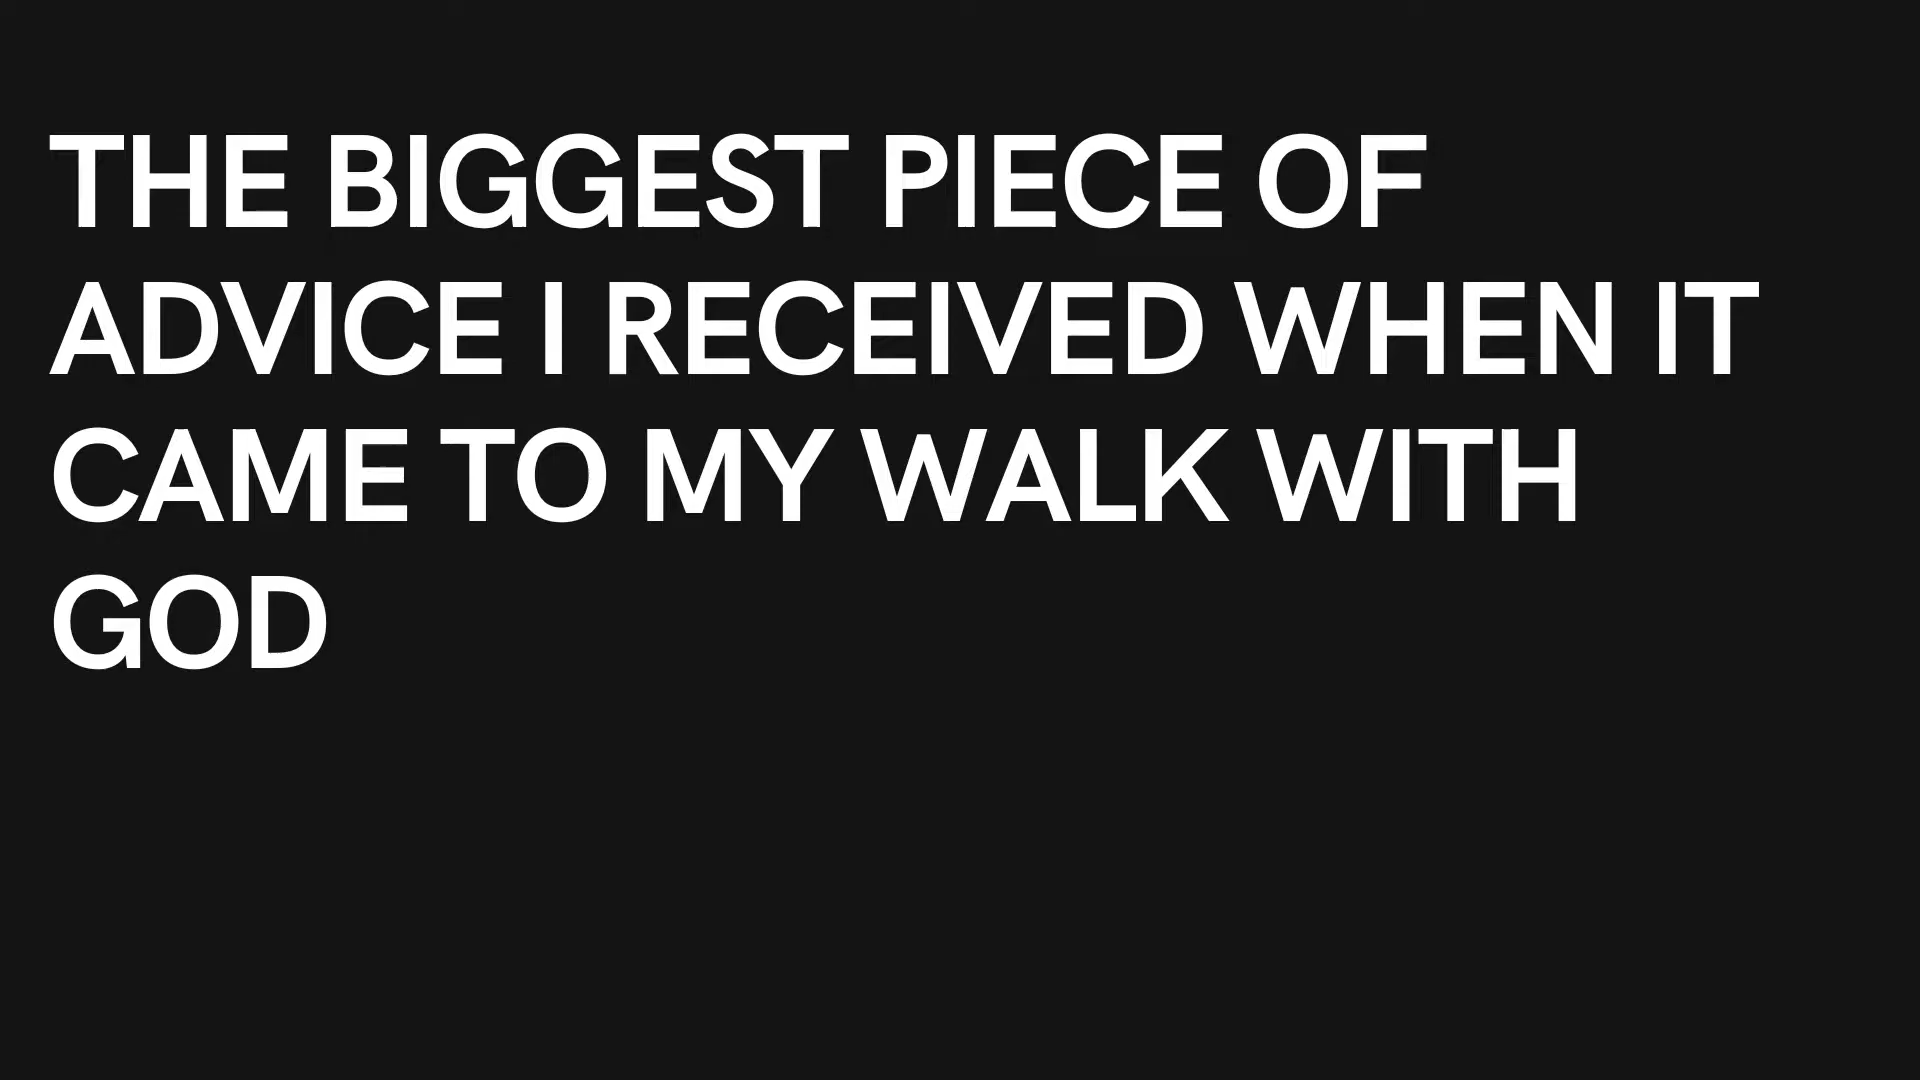 THE BIGGEST PIECE OF
ADVICE I RECEIVED WHEN IT
CAME TO MY WALK WITH
GOD